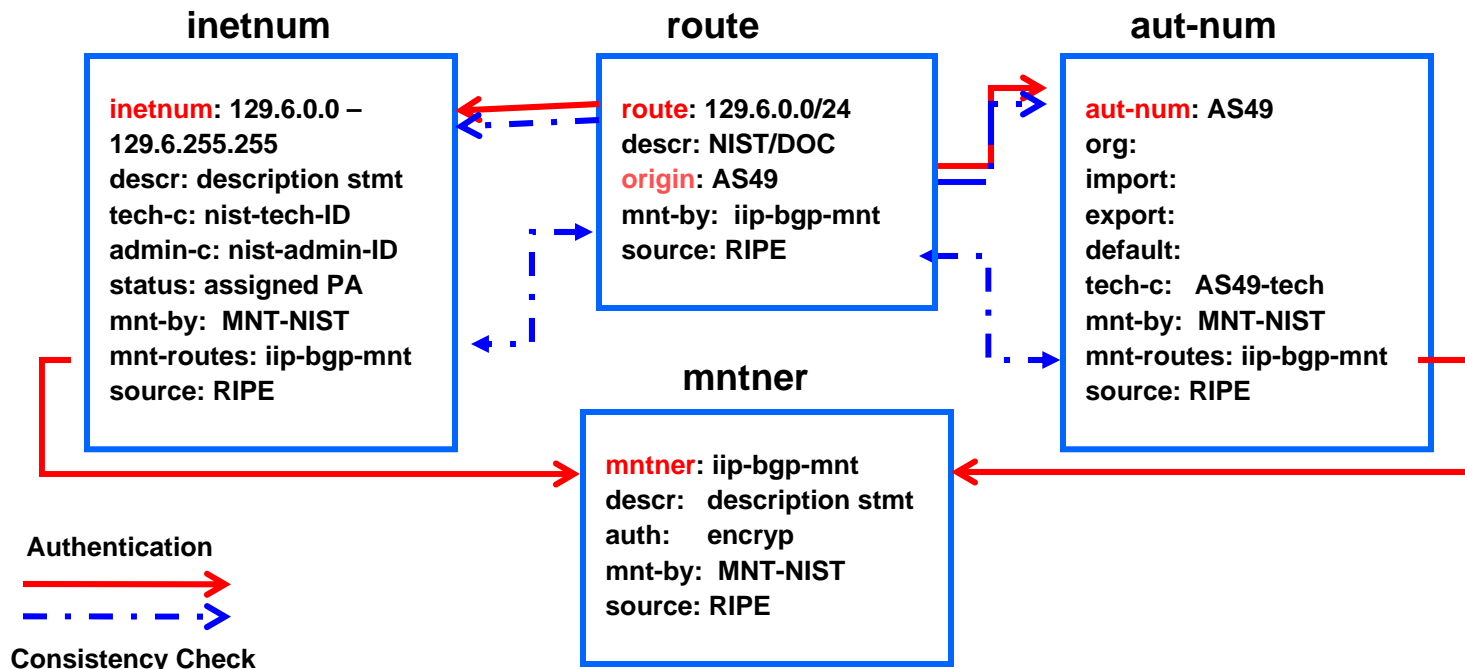 inetnum
inetnum: 129.6.0.0 –
129.6.255.255
descr: description stmt
tech-c: nist-tech-ID
admin-c: nist-admin-ID
status: assigned PA
mnt-by: MNT-NIST
mnt-routes: iip-bgp-mnt
source: RIPE
route
route: 129.6.0.0/24
descr: NIST/DOC
origin: AS49
mnt-by: iip-bgp-mnt
source: RIPE
aut-num
aut-num: AS49
org:
import:
export:
default:
tech-c: AS49-tech
mnt-by: MNT-NIST
mnt-routes: iip-bgp-mnt
source: RIPE
mntner
mntner: iip-bgp-mnt
descr: description stmt
auth: encryp
mnt-by: MNT-NIST
source: RIPE
Authentication
Consistency Check